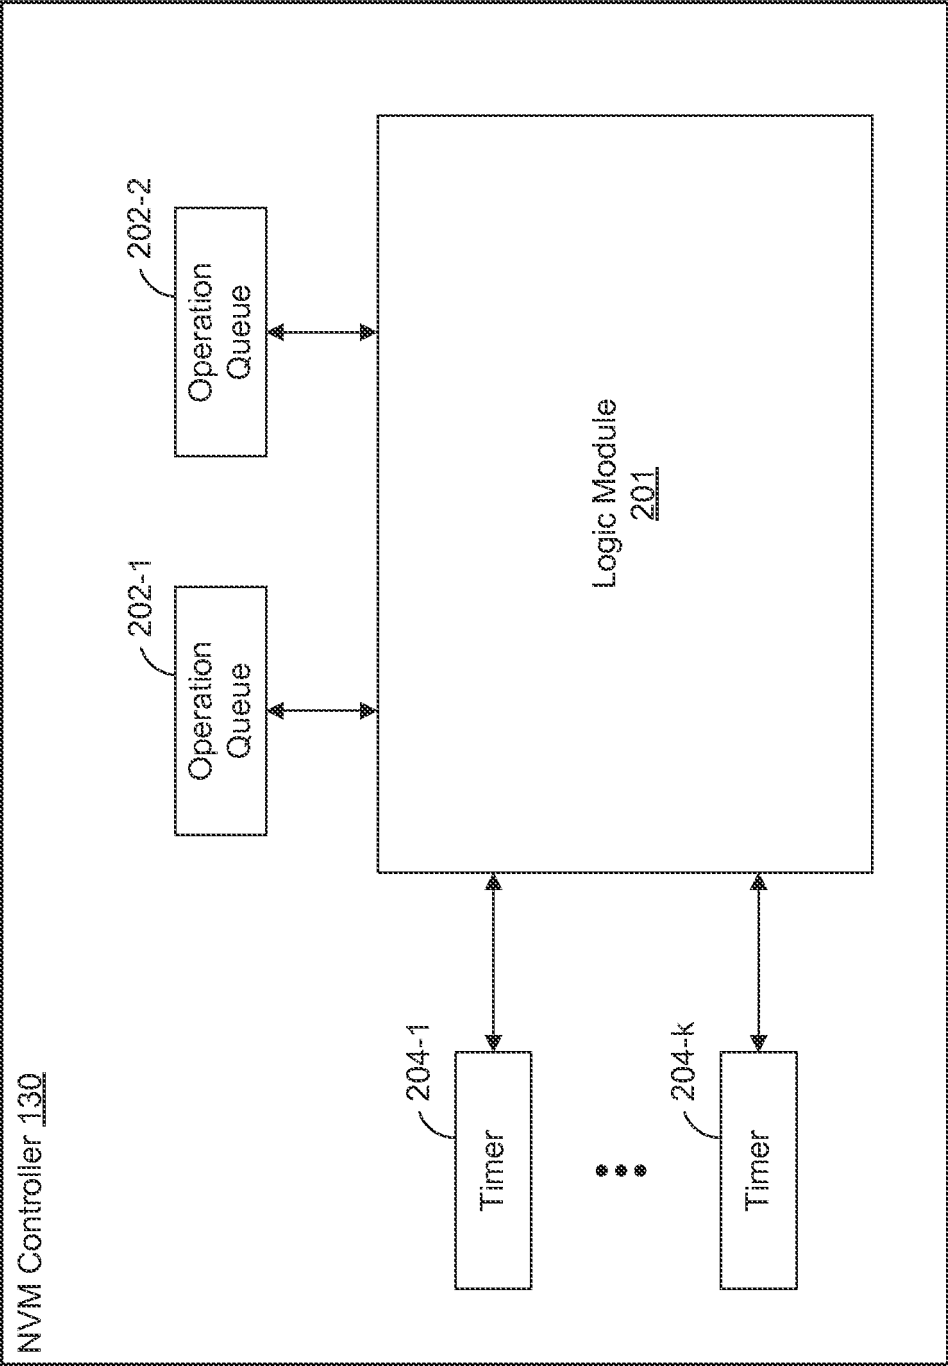 NVM Controller 130
202-1
Operation
Queue
202-2
Operation
Queue
204-1
Timer
204-k
Timer
Logic Module
201